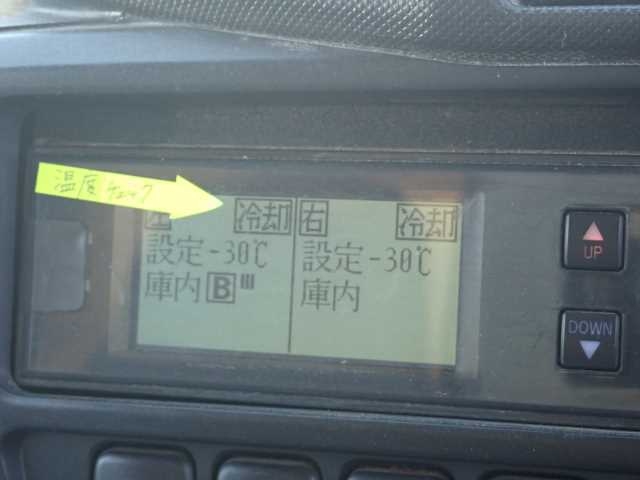 温度チェック
左 冷却
設定-30℃
庫内B
右 冷却
設定-30℃
庫内
UP
DOWN